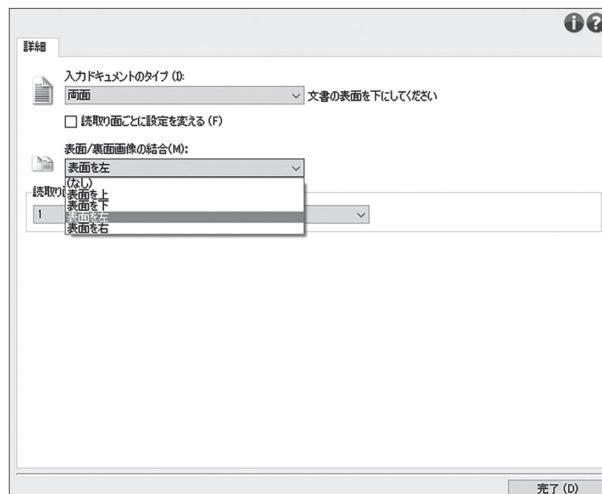 詳細
入力ドキュメントのタイプ (I):
両面
文書の表面を下にしてください
読取り面ごとに設定を変える (F)
表面/裏面画像の結合(M):
表面を左
(なし)
表面を上
表面を下
表面を左
表面を右
読取り
1
完了 (D)